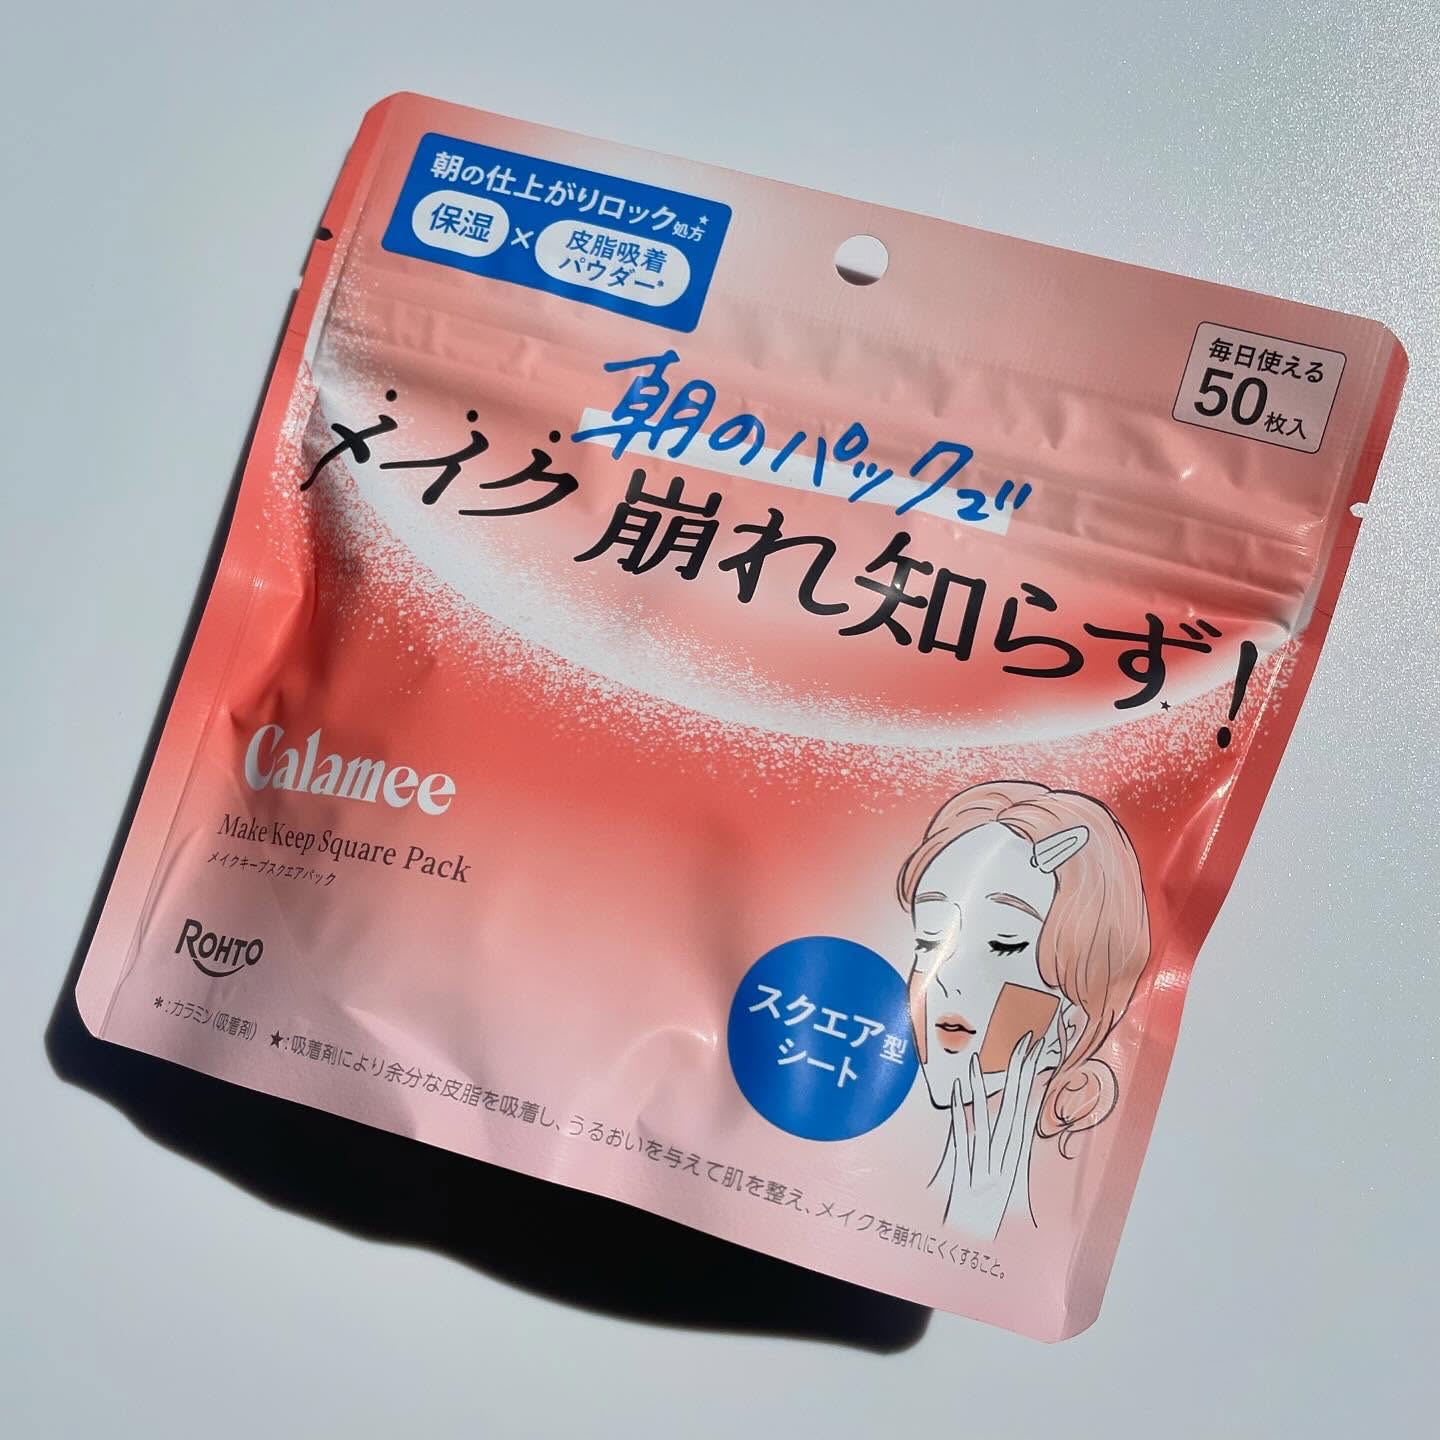 朝の仕上がりロック処方★
保湿×皮脂吸着
パウダー*
毎日使える
50枚入
朝のパックで
メイク崩れ知らず★!
Calamee
Make Keep Square Pack
メイクキープスクエアパック
ROHTO
スクエア型
シート
*:カラミン(吸着剤) ★:吸着剤により余分な皮脂を吸着し、うるおいを与えて肌を整え、メイクを崩れにくくすること。